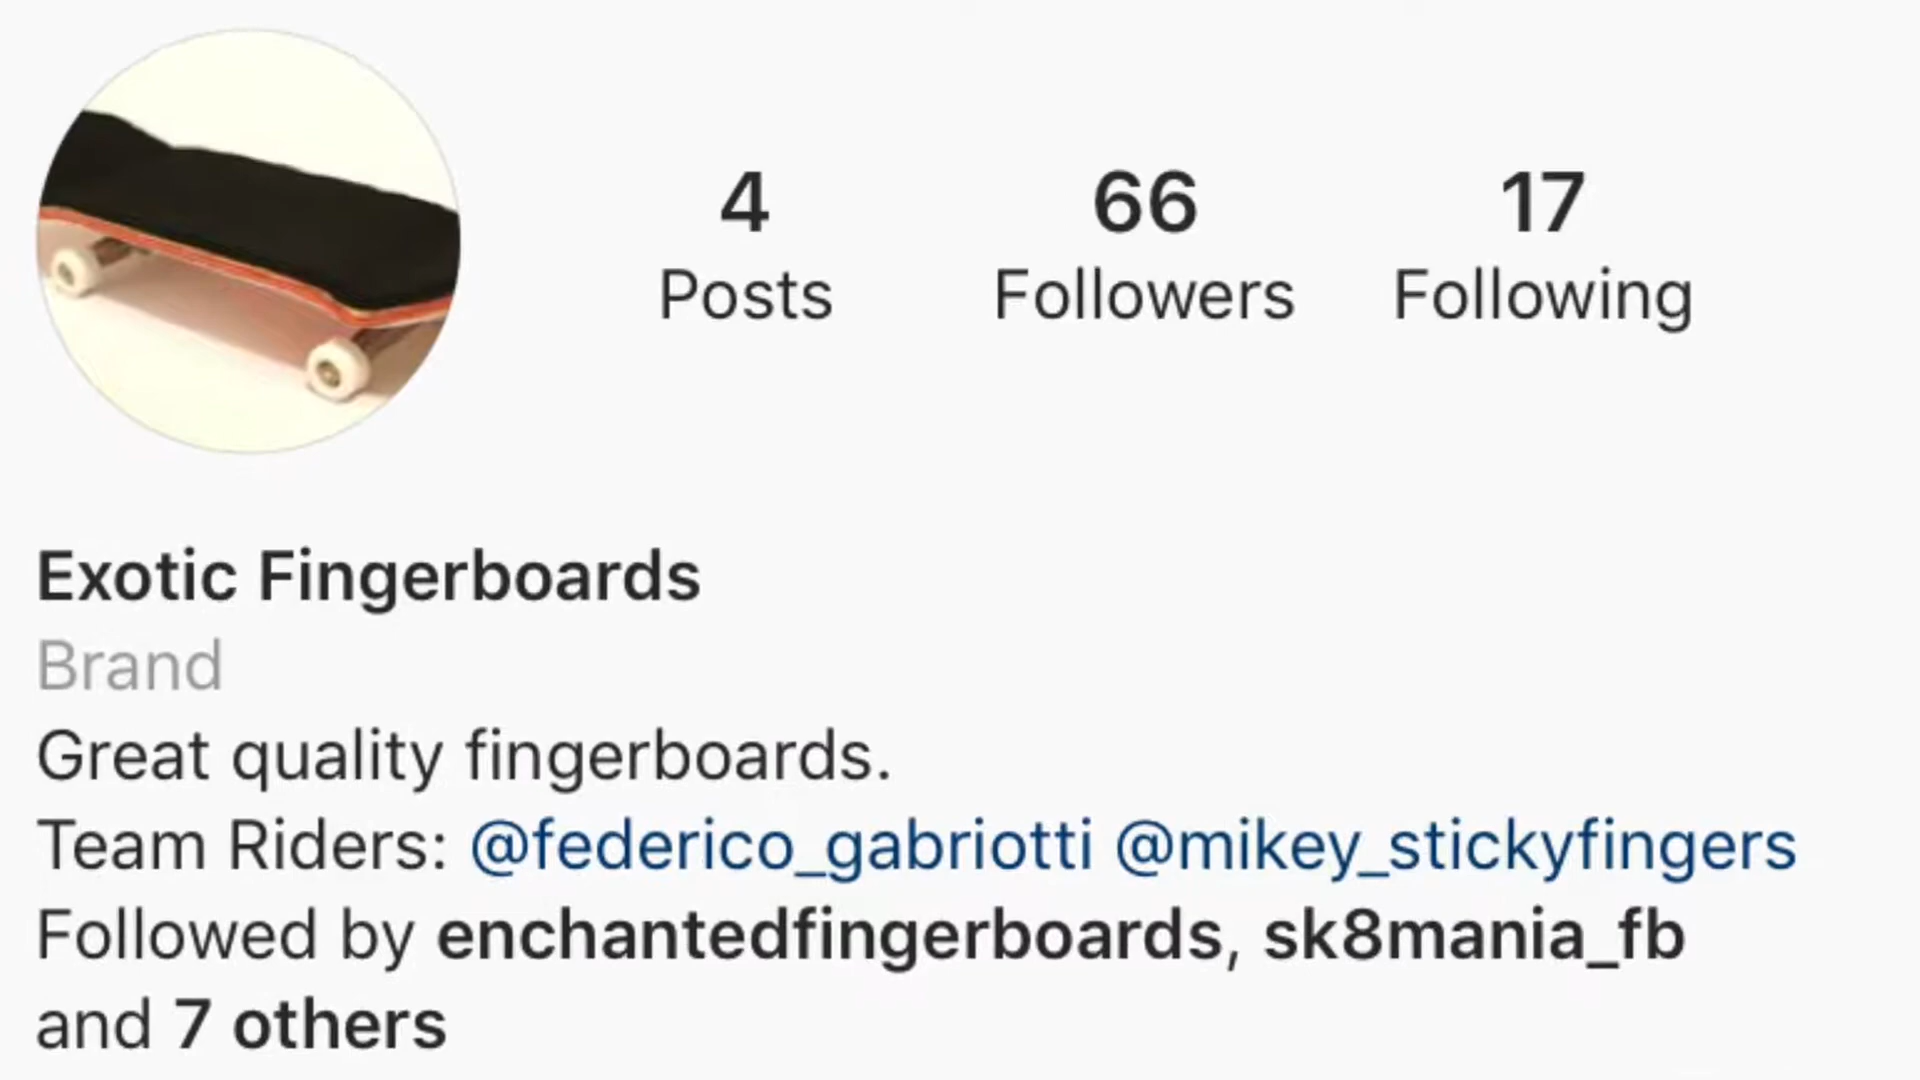 4 66 17
Posts Followers Following
Exotic Fingerboards
Brand
Great quality fingerboards.
Team Riders: @federico_gabriotti @mikey_stickyfingers
Followed by enchantedfingerboards, sk8mania_fb
and 7 others